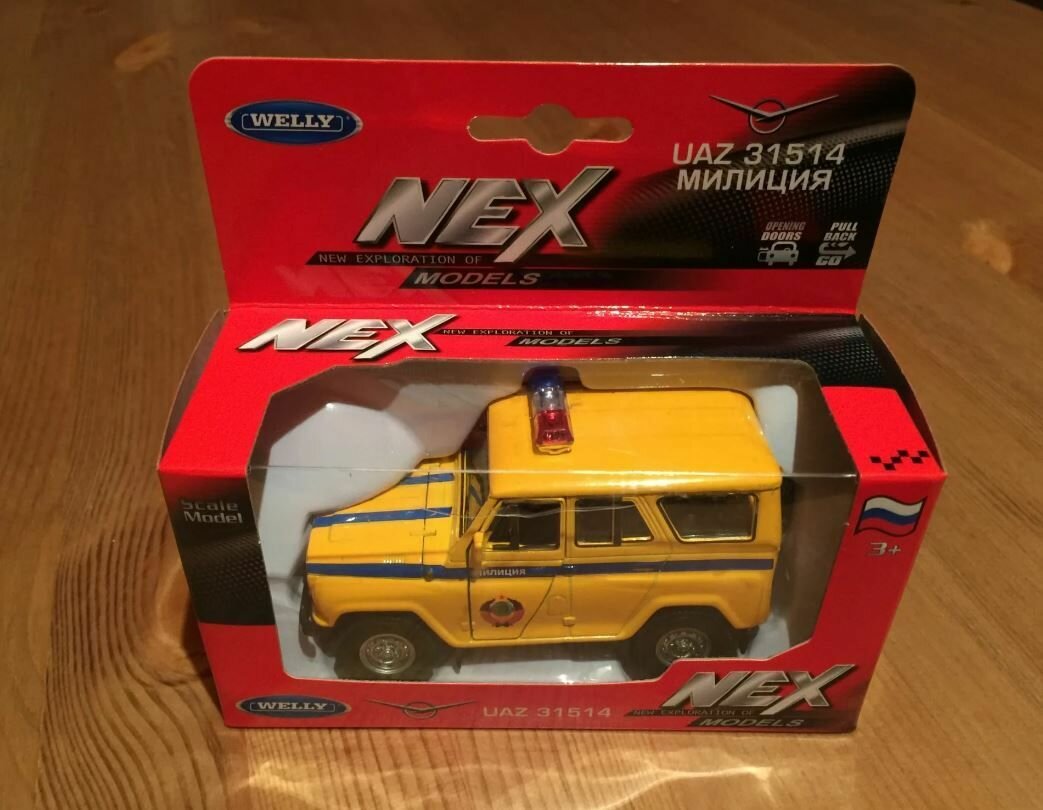 WELLY
UAZ 31514
МИЛИЦИЯ
NEX
OPENING
DOORS
PULL
BACK
GO
NEW EXPLORATION OF
MODELS
NEX
NEW EXPLORATION OF
MODELS
Scale
Model
МИЛИЦИЯ
3+
WELLY
UAZ 31514
NEX
NEW EXPLORATION OF
MODELS